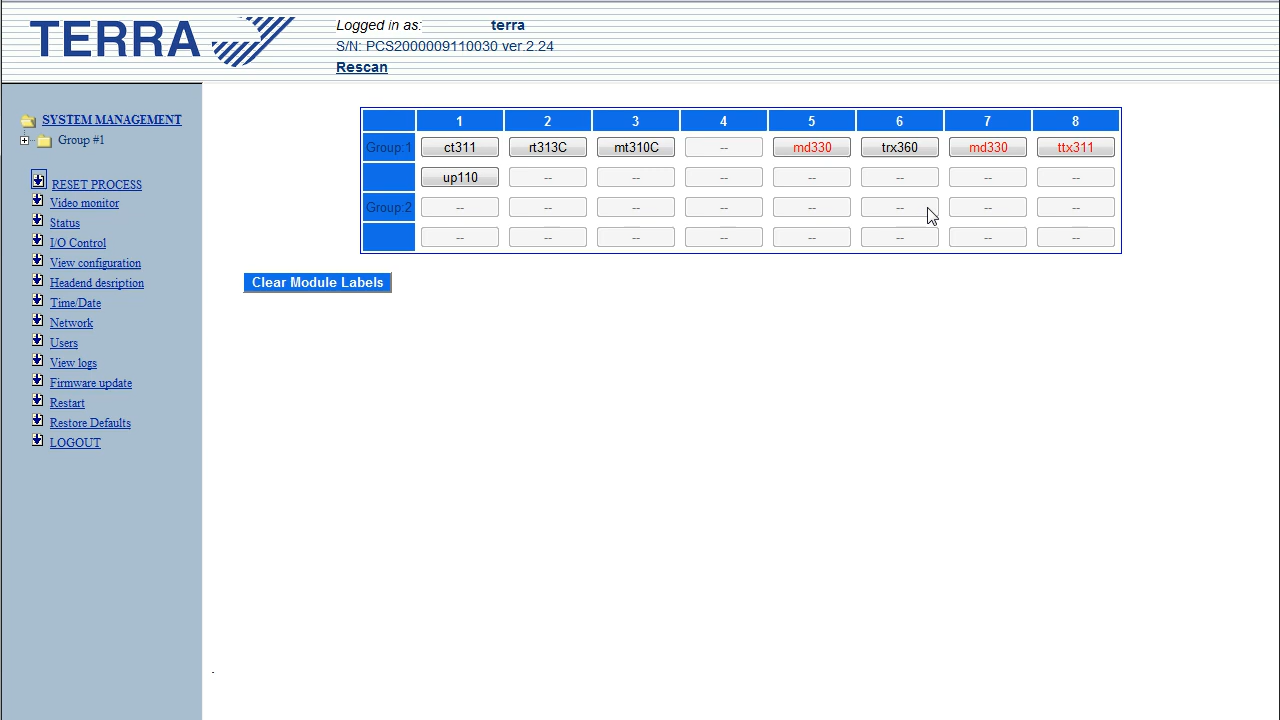 TERRA
Logged in as: terra
S/N: PCS2000009110030 ver.2.24
Rescan
SYSTEM MANAGEMENT
Group #1
RESET PROCESS
Video monitor
Status
I/O Control
View configuration
Headend desription
Time/Date
Network
Users
View logs
Firmware update
Restart
Restore Defaults
LOGOUT
1 2 3 4 5 6 7 8
Group:1 ct311 rt313C mt310C -- md330 trx360 md330 ttx311
up110 -- -- -- -- -- -- --
Group:2 -- -- -- -- -- -- -- --
-- -- -- -- -- -- -- --
Clear Module Labels